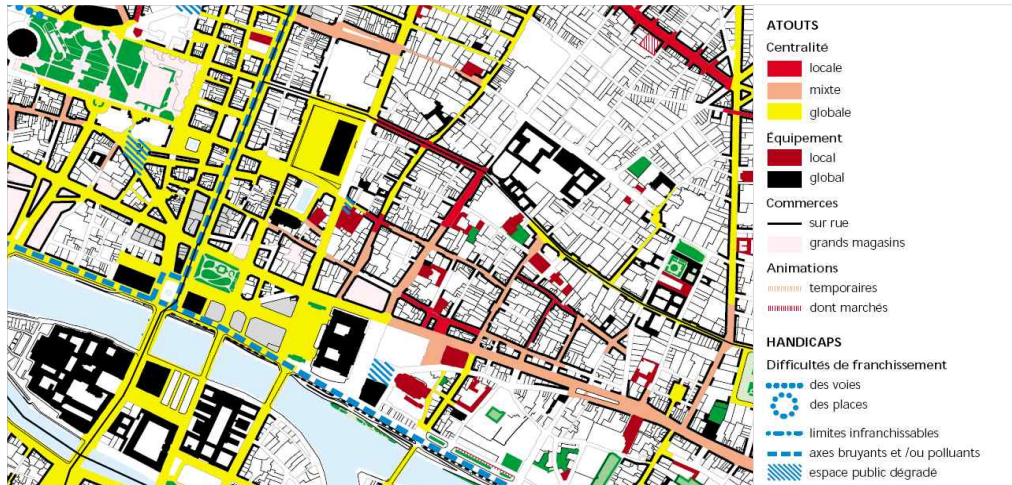 ATOUTS
Centralité
locale
mixte
globale
Équipement
local
global
Commerces
sur rue
grands magasins
Animations
temporaires
dont marchés
HANDICAPS
Difficultés de franchissement
des voies
des places
limites infranchissables
axes bruyants et /ou polluants
espace public dégradé